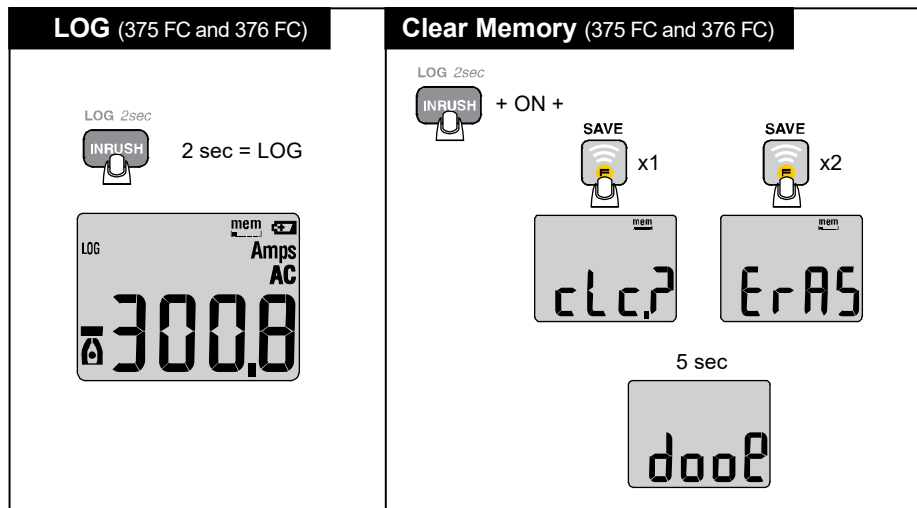 LOG (375 FC and 376 FC)
LOG 2sec
INRUSH
2 sec = LOG
mem
LOG
Amps
AC
300.8
Clear Memory (375 FC and 376 FC)
LOG 2sec
INRUSH + ON +
SAVE
F
x1
mem
cLc.?
SAVE
F
x2
mem
ErAS
5 sec
dooe